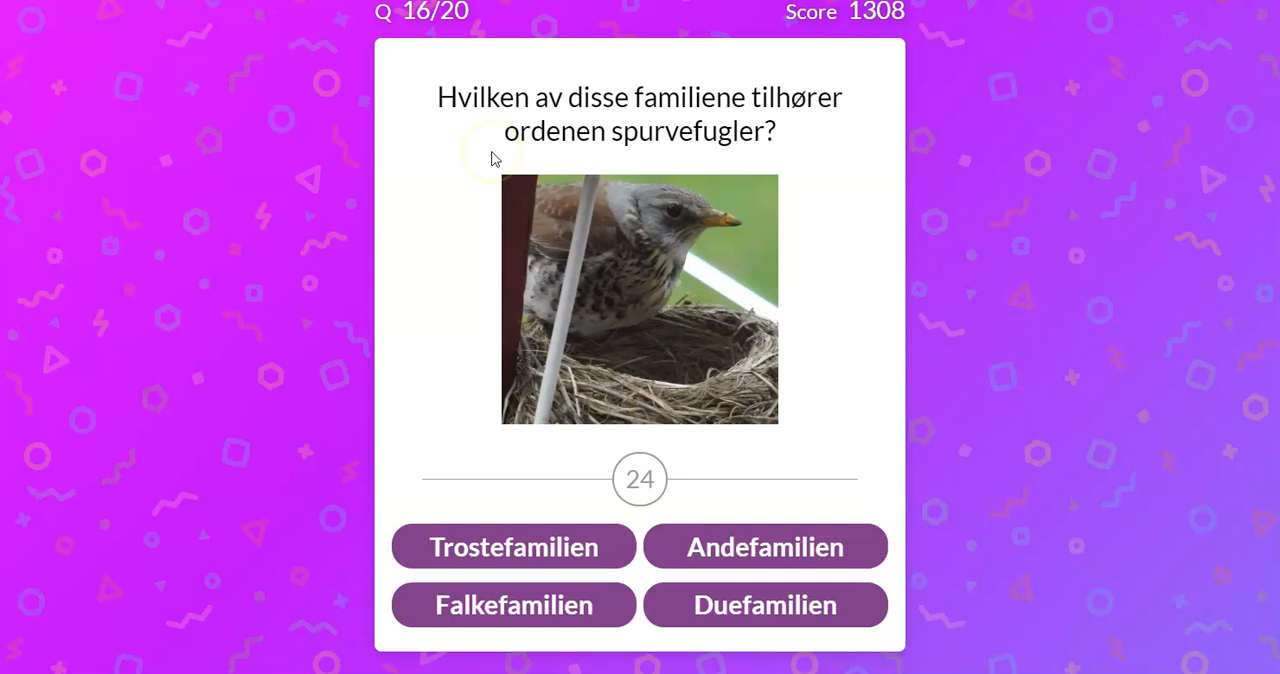 Q 16/20
Score 1308
Hvilken av disse familiene tilhører
ordenen spurvefugler?
24
Trostefamilien
Andefamilien
Falkefamilien
Duefamilien